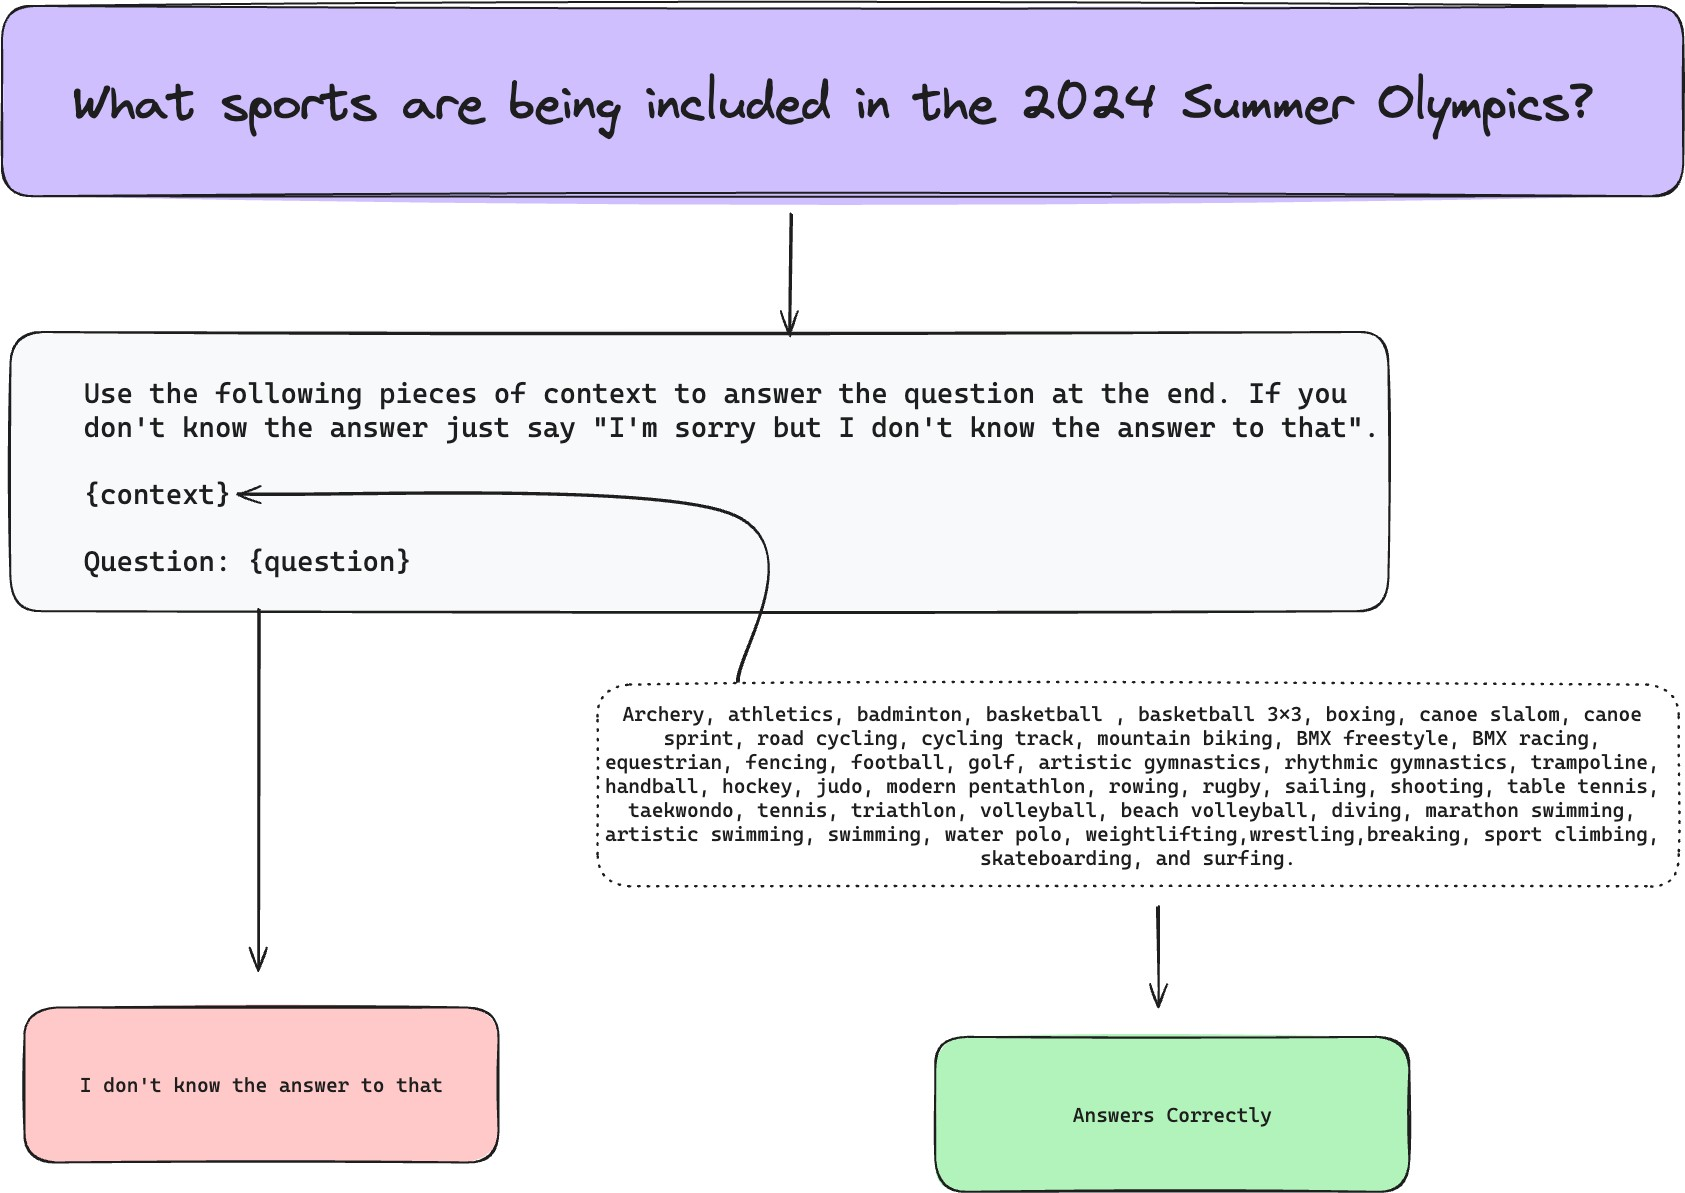 What sports are being included in the 2024 Summer Olympics?
Use the following pieces of context to answer the question at the end. If you
don't know the answer just say "I'm sorry but I don't know the answer to that".
{context}
Question: {question}
Archery, athletics, badminton, basketball , basketball 3×3, boxing, canoe slalom, canoe
sprint, road cycling, cycling track, mountain biking, BMX freestyle, BMX racing,
equestrian, fencing, football, golf, artistic gymnastics, rhythmic gymnastics, trampoline,
handball, hockey, judo, modern pentathlon, rowing, rugby, sailing, shooting, table tennis,
taekwondo, tennis, triathlon, volleyball, beach volleyball, diving, marathon swimming,
artistic swimming, swimming, water polo, weightlifting,wrestling,breaking, sport climbing,
skateboarding, and surfing.
I don't know the answer to that
Answers Correctly